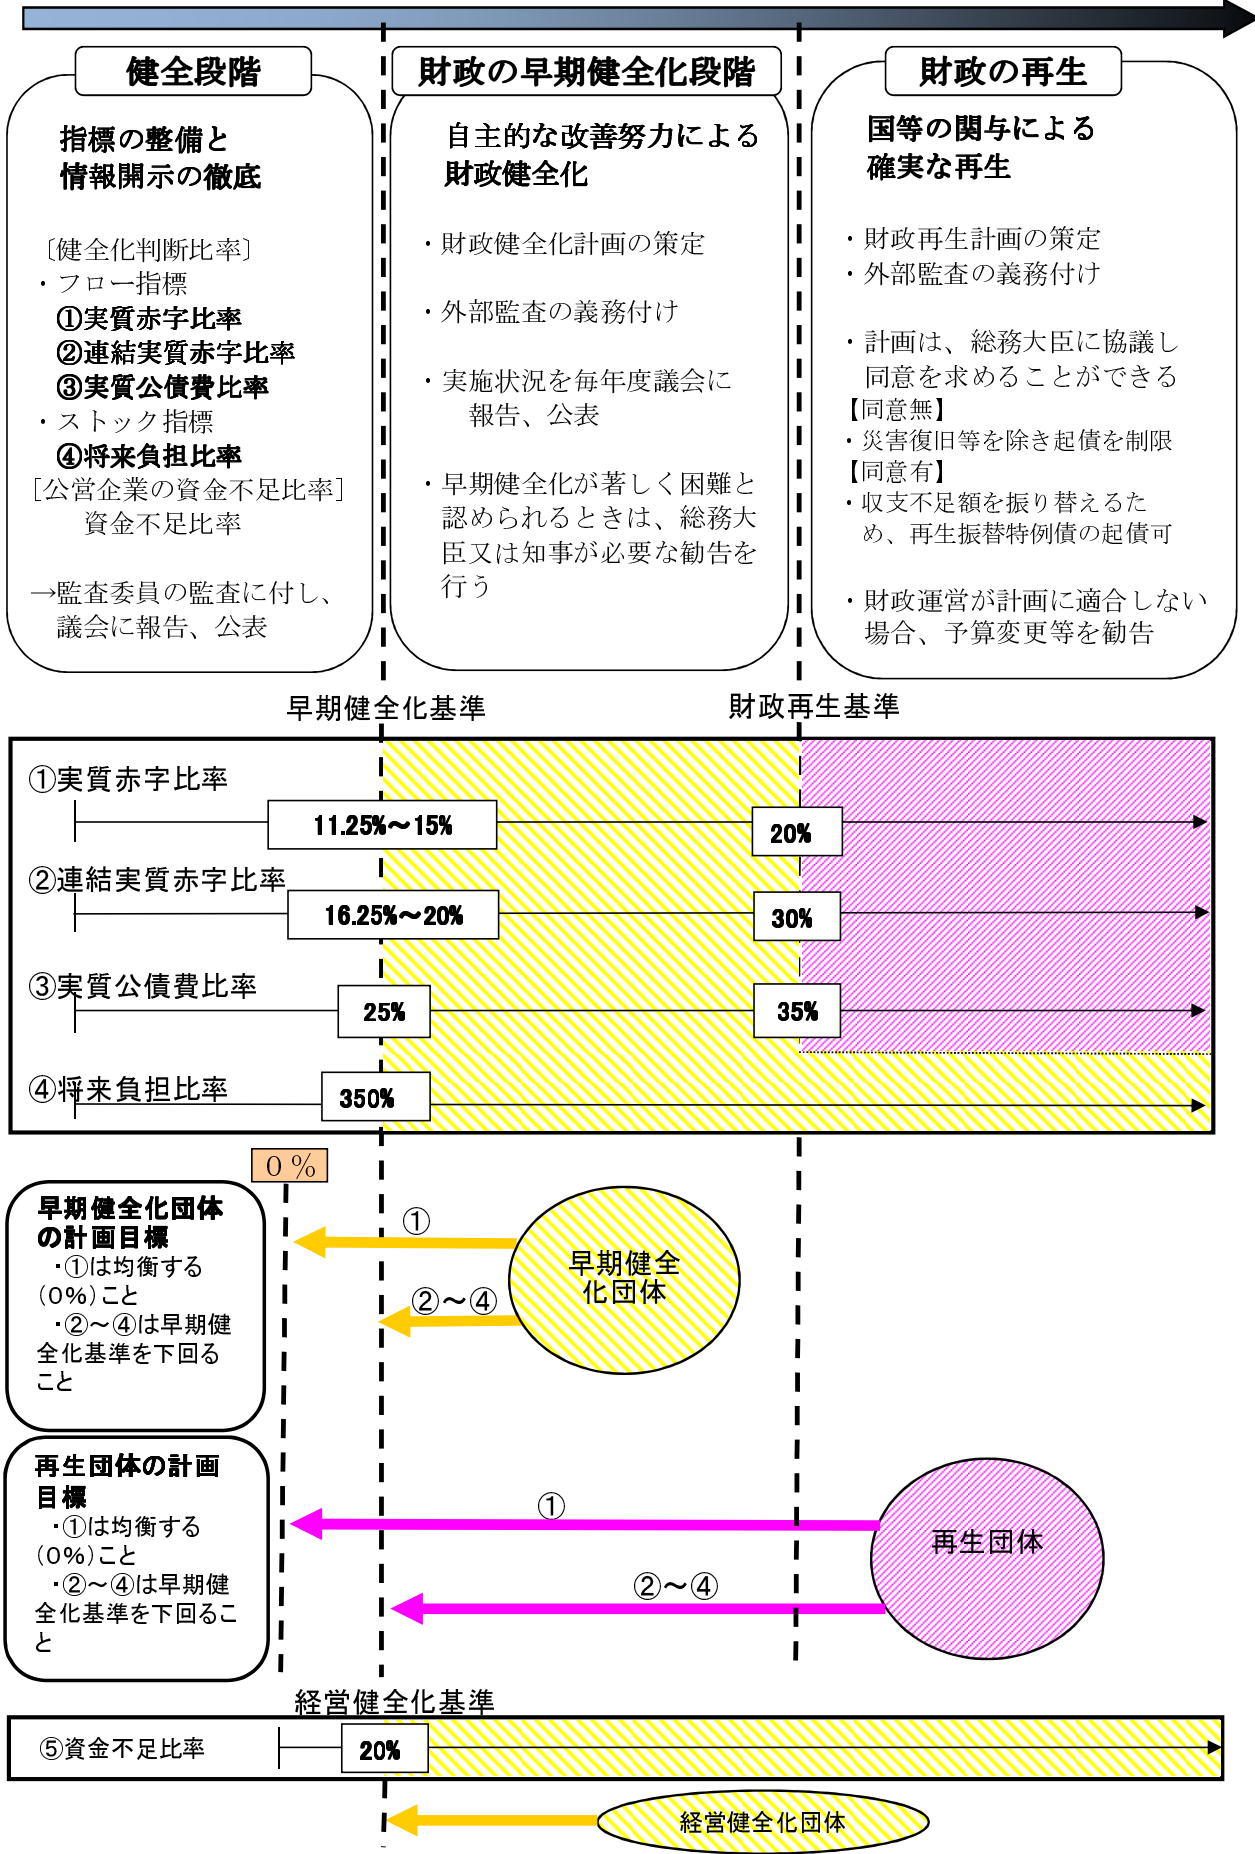 健全段階
指標の整備と
情報開示の徹底
〔健全化判断比率〕
・フロー指標
①実質赤字比率
②連結実質赤字比率
③実質公債費比率
・ストック指標
④将来負担比率
［公営企業の資金不足比率］
資金不足比率
→監査委員の監査に付し、
議会に報告、公表
財政の早期健全化段階
自主的な改善努力による
財政健全化
・財政健全化計画の策定
・外部監査の義務付け
・実施状況を毎年度議会に
報告、公表
・早期健全化が著しく困難と
認められるときは、総務大
臣又は知事が必要な勧告を
行う
財政の再生
国等の関与による
確実な再生
・財政再生計画の策定
・外部監査の義務付け
・計画は、総務大臣に協議し
同意を求めることができる
【同意無】
・災害復旧等を除き起債を制限
【同意有】
・収支不足額を振り替えるた
め、再生振替特例債の起債可
・財政運営が計画に適合しない
場合、予算変更等を勧告
早期健全化基準
財政再生基準
①実質赤字比率
11.25%～15%
20%
②連結実質赤字比率
16.25%～20%
30%
③実質公債費比率
25%
35%
④将来負担比率
350%
0％
早期健全化団体
の計画目標
・①は均衡する
(0%)こと
・②～④は早期健
全化基準を下回る
こと
①
②～④
早期健全
化団体
再生団体の計画
目標
・①は均衡する
(0%)こと
・②～④は早期健
全化基準を下回るこ
と
①
②～④
再生団体
経営健全化基準
⑤資金不足比率
20%
経営健全化団体